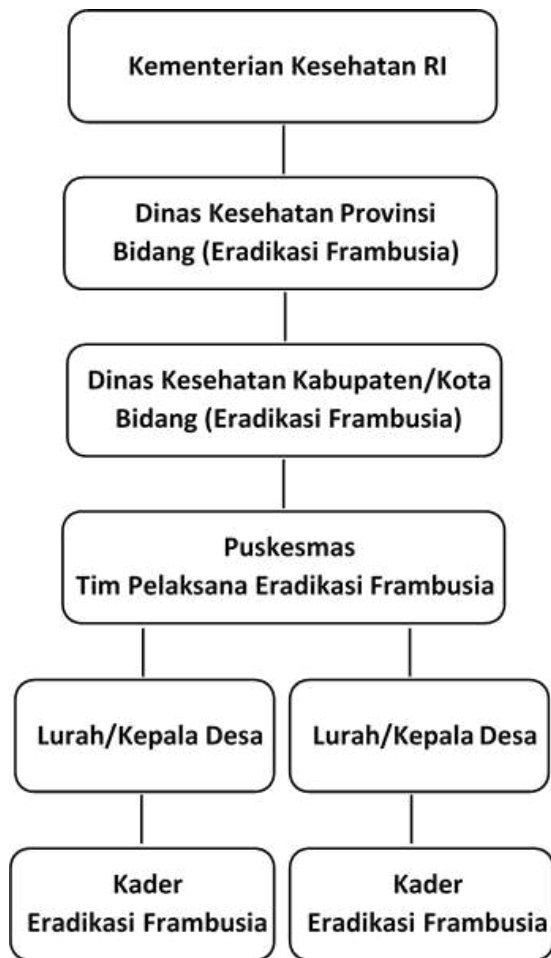 Kementerian Kesehatan RI
Dinas Kesehatan Provinsi
Bidang (Eradikasi Frambusia)
Dinas Kesehatan Kabupaten/Kota
Bidang (Eradikasi Frambusia)
Puskesmas
Tim Pelaksana Eradikasi Frambusia
Lurah/Kepala Desa
Lurah/Kepala Desa
Kader
Eradikasi Frambusia
Kader
Eradikasi Frambusia